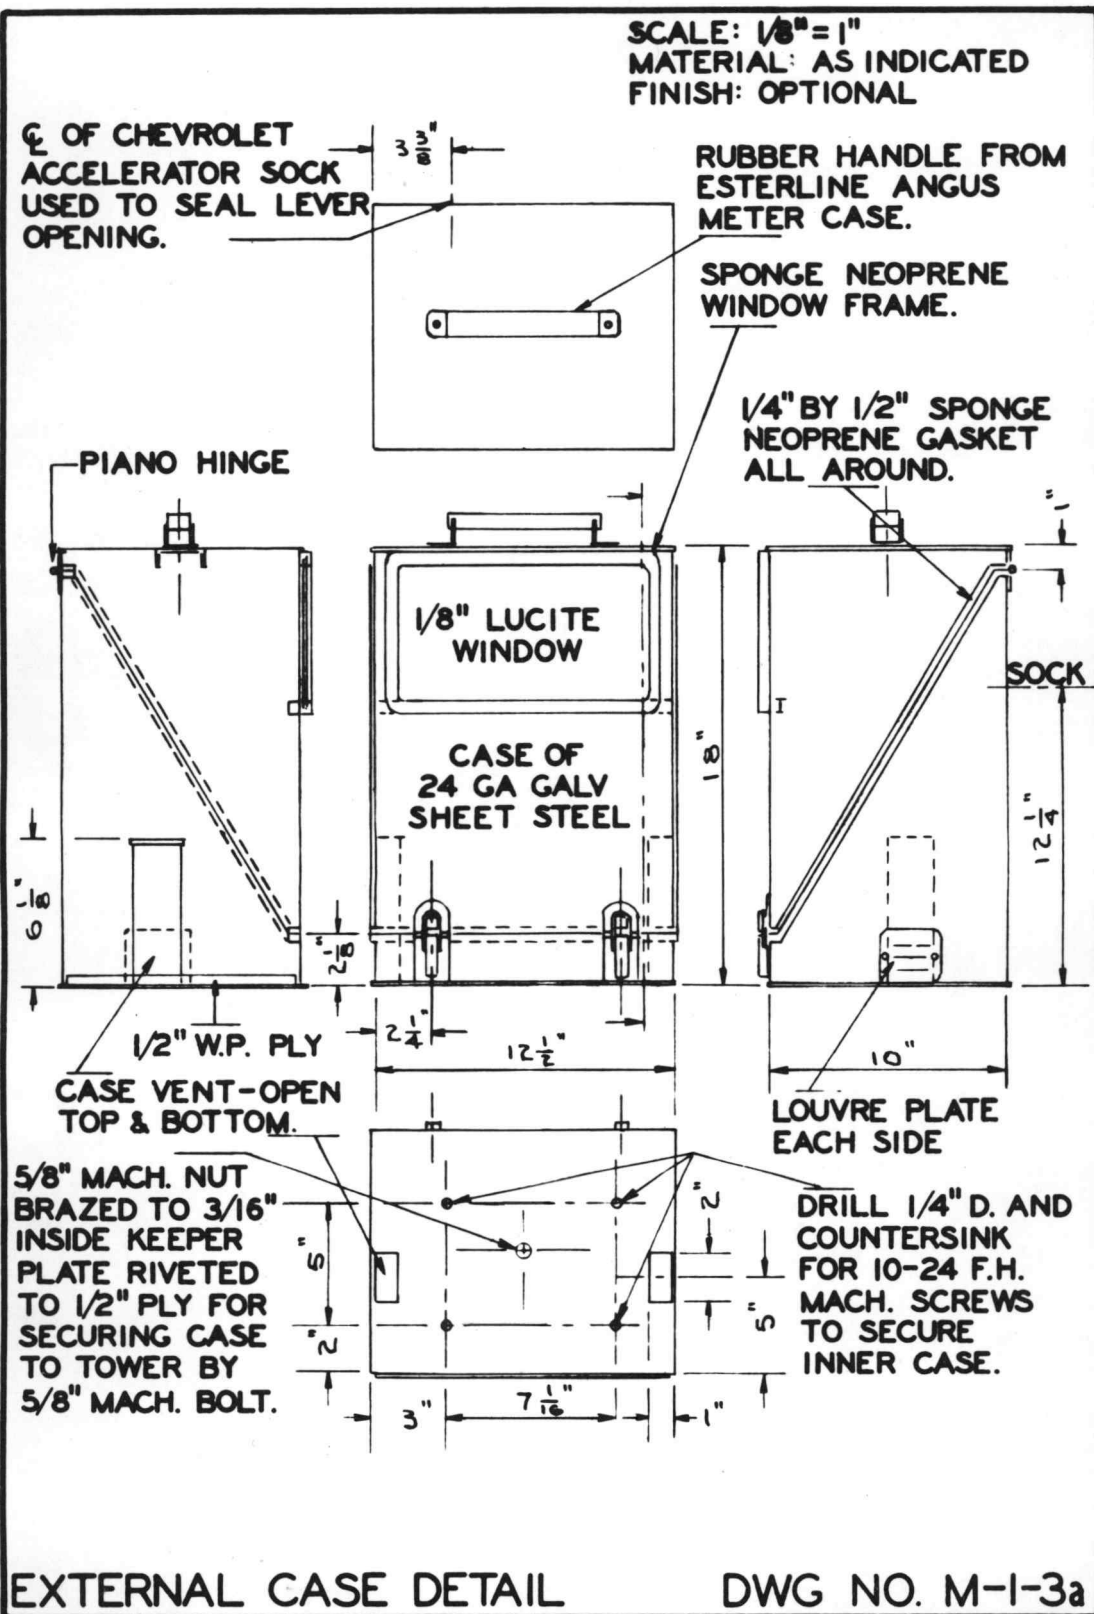 SCALE: 1/8" = 1"
MATERIAL: AS INDICATED
FINISH: OPTIONAL
℄ OF CHEVROLET
ACCELERATOR SOCK
USED TO SEAL LEVER
OPENING.
3 3/8"
RUBBER HANDLE FROM
ESTERLINE ANGUS
METER CASE.
SPONGE NEOPRENE
WINDOW FRAME.
1/4" BY 1/2" SPONGE
NEOPRENE GASKET
ALL AROUND.
PIANO HINGE
1"
1/8" LUCITE
WINDOW
SOCK
CASE OF
24 GA GALV
SHEET STEEL
18"
12 1/4"
6 1/8"
2 1/8"
2 1/4"
12 1/2"
10"
1/2" W.P. PLY
CASE VENT-OPEN
TOP & BOTTOM.
LOUVRE PLATE
EACH SIDE
5/8" MACH. NUT
BRAZED TO 3/16"
INSIDE KEEPER
PLATE RIVETED
TO 1/2" PLY FOR
SECURING CASE
TO TOWER BY
5/8" MACH. BOLT.
5"
2"
2"
5"
3"
7 1/16"
1"
DRILL 1/4" D. AND
COUNTERSINK
FOR 10-24 F.H.
MACH. SCREWS
TO SECURE
INNER CASE.
EXTERNAL CASE DETAIL
DWG NO. M-1-3a